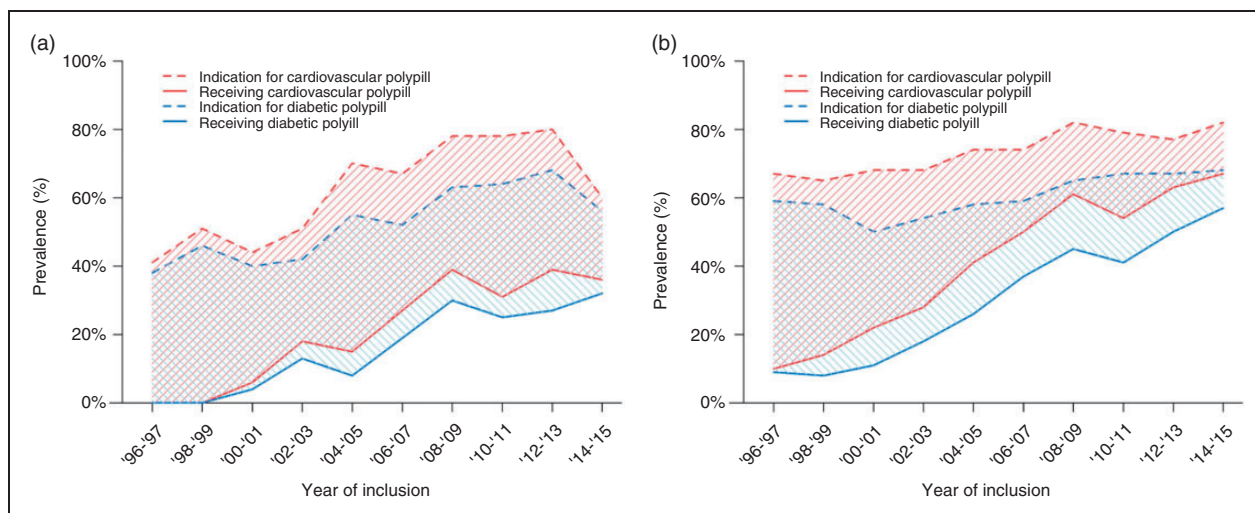 (a)
100%
80%
60%
40%
20%
0%
Prevalence (%)
Indication for cardiovascular polypill
Receiving cardiovascular polypill
Indication for diabetic polypill
Receiving diabetic polyill
'96-'97
'98-'99
'00-'01
'02-'03
'04-'05
'06-'07
'08-'09
'10-'11
'12-'13
'14-'15
Year of inclusion
(b)
100%
80%
60%
40%
20%
0%
Prevalence (%)
Indication for cardiovascular polypill
Receiving cardiovascular polypill
Indication for diabetic polypill
Receiving diabetic polyill
'96-'97
'98-'99
'00-'01
'02-'03
'04-'05
'06-'07
'08-'09
'10-'11
'12-'13
'14-'15
Year of inclusion